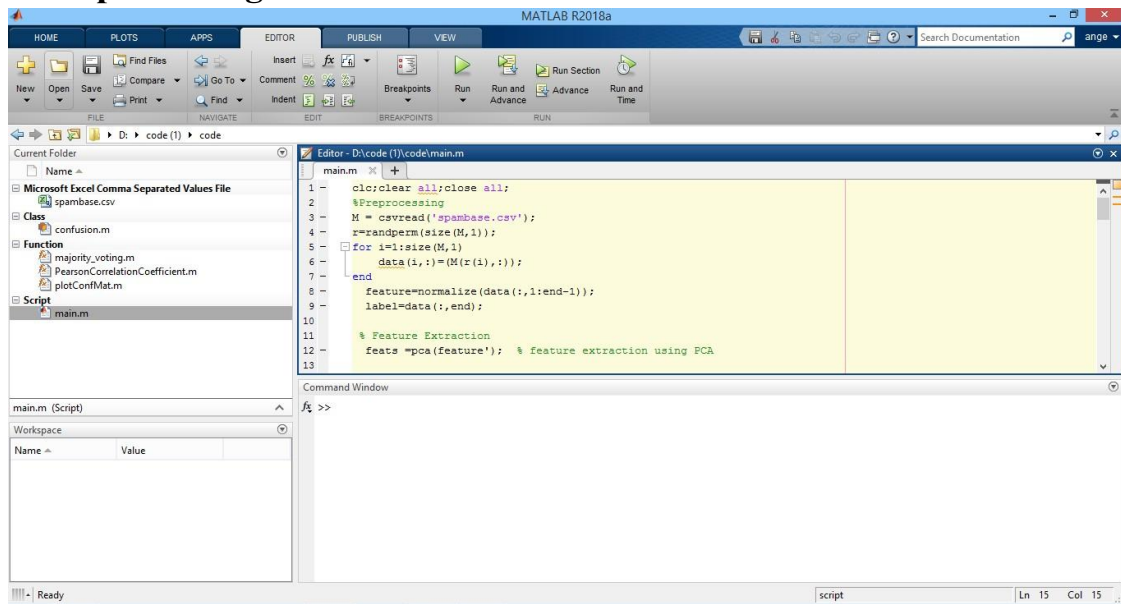 MATLAB R2018a
HOME PLOTS APPS EDITOR PUBLISH VIEW
Search Documentation ange
New Open Save
Find Files
Compare
Print
FILE
Go To
Find
NAVIGATE
Insert fx
Comment
Indent
EDIT
Breakpoints
BREAKPOINTS
Run
Run and Advance
Run Section
Advance
Run and Time
RUN
D: ▸ code (1) ▸ code
Current Folder
Name
Microsoft Excel Comma Separated Values File
spambase.csv
Class
confusion.m
Function
majority_voting.m
PearsonCorrelationCoefficient.m
plotConfMat.m
Script
main.m
main.m (Script)
Workspace
Name Value
Editor - D:\code (1)\code\main.m
main.m
1 - clc;clear all;close all;
2 %Preprocessing
3 - M = csvread('spambase.csv');
4 - r=randperm(size(M,1));
5 - for i=1:size(M,1)
6 - data(i,:)=(M(r(i),:));
7 - end
8 - feature=normalize(data(:,1:end-1));
9 - label=data(:,end);
10
11 % Feature Extraction
12 - feats =pca(feature'); % feature extraction using PCA
13
Command Window
fx >>
Ready
script
Ln 15 Col 15